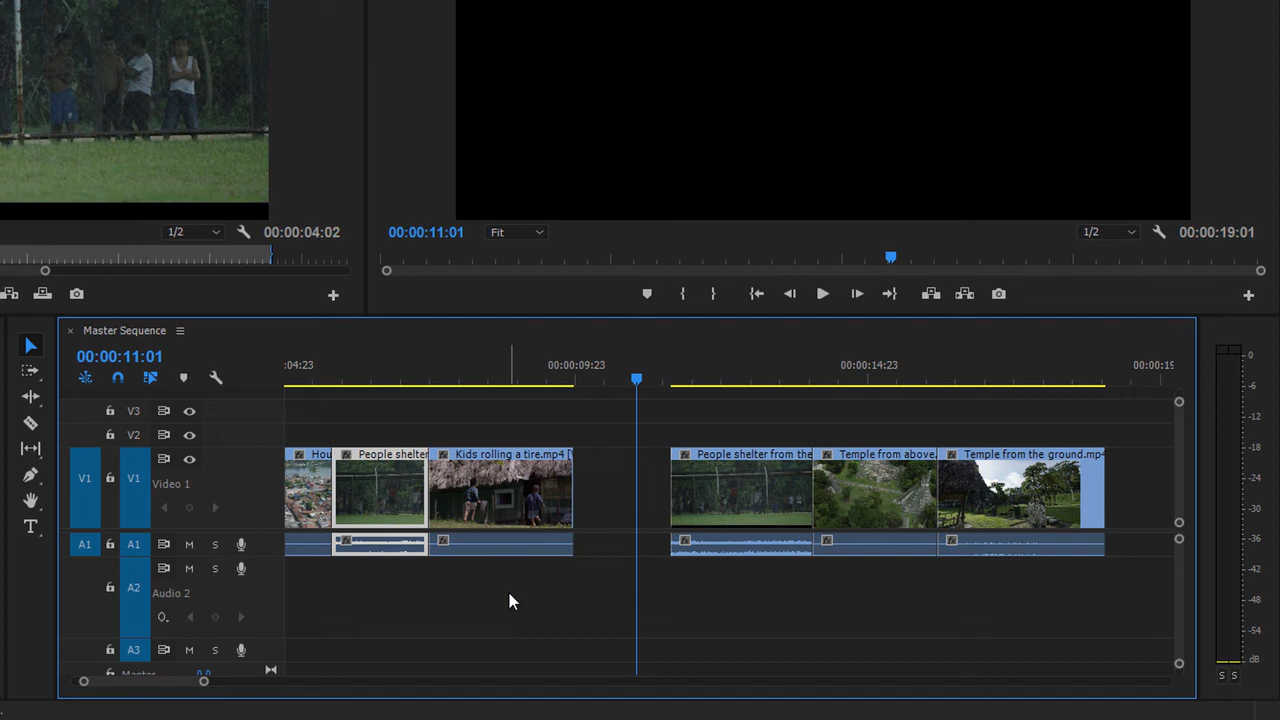 1/2
00:00:04:02
00:00:11:01
Fit
1/2
00:00:19:01
× Master Sequence
00:00:11:01
:04:23
00:00:09:23
00:00:14:23
00:00:19
V3
V2
V1
V1
Video 1
Hou
People shelter
Kids rolling a tire.mp4 [V
People shelter from the
Temple from above.
Temple from the ground.mp4
A1
A1
M
S
A2
M
S
Audio 2
A3
M
S
Master
0.0
0
-6
-12
-18
-24
-30
-36
-42
-48
-54
dB
S
S